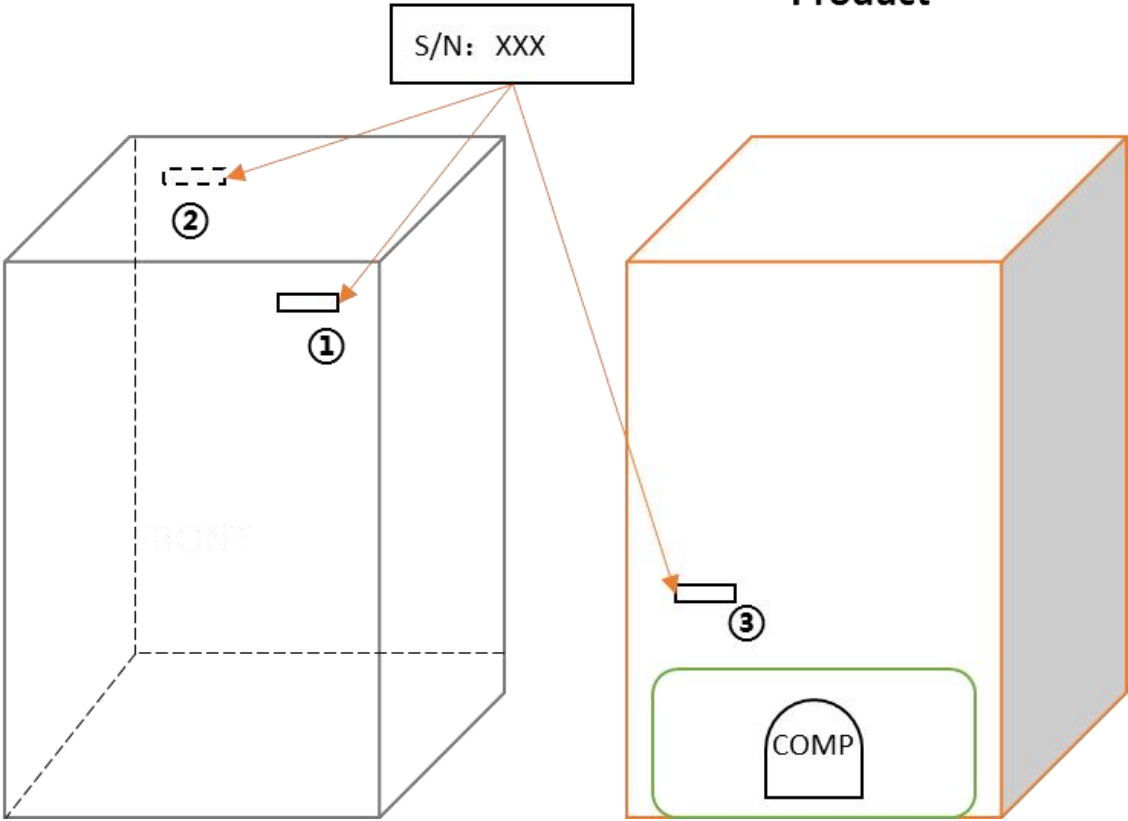 Product
S/N：XXX
②
①
FRONT
③
COMP